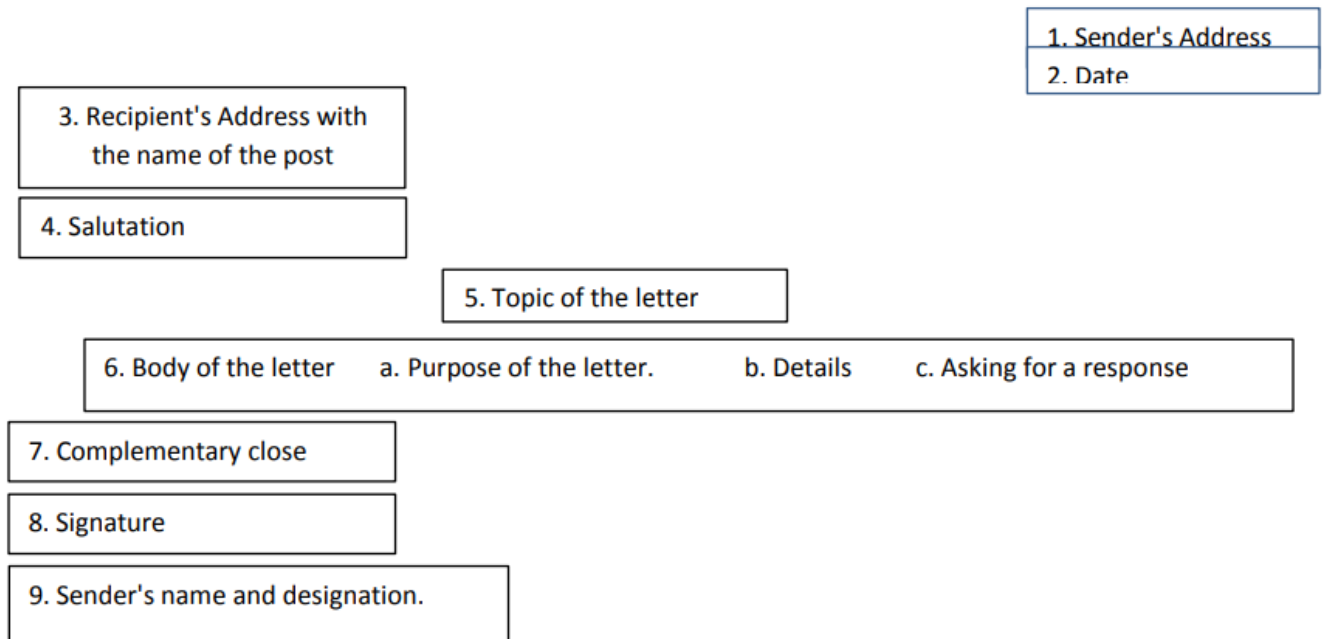 1. Sender's Address
2. Date
3. Recipient's Address with
the name of the post
4. Salutation
5. Topic of the letter
6. Body of the letter a. Purpose of the letter. b. Details c. Asking for a response
7. Complementary close
8. Signature
9. Sender's name and designation.